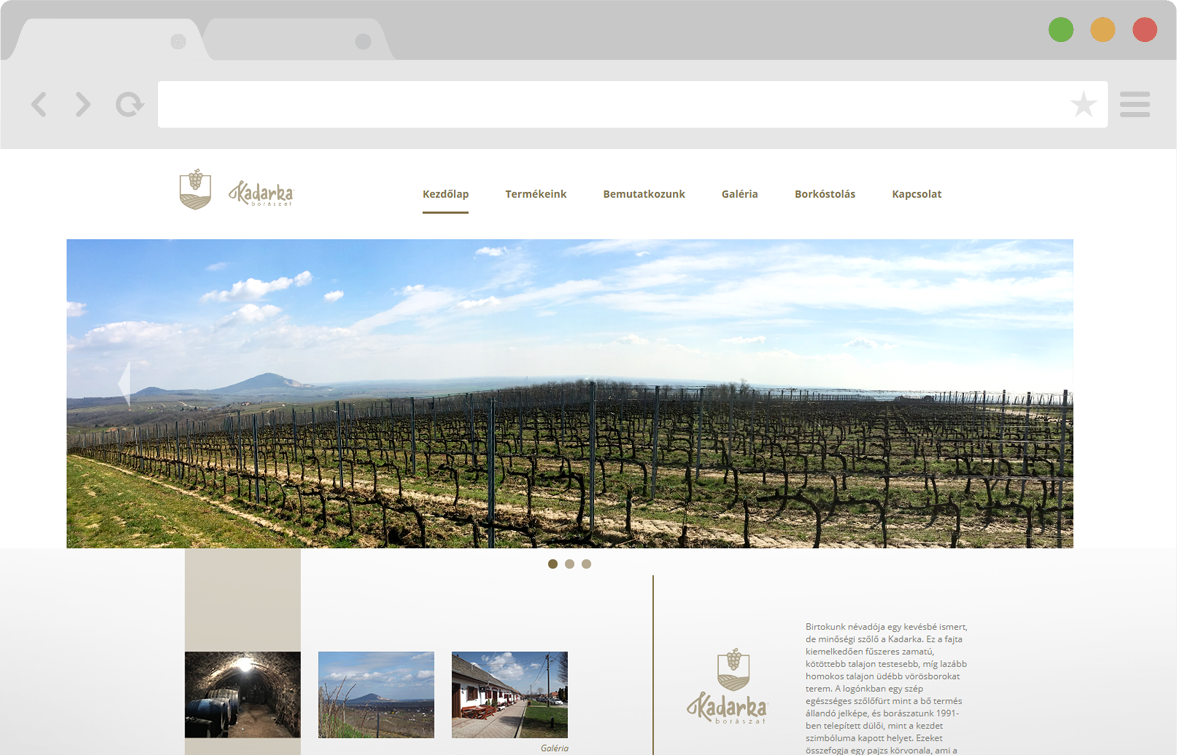 Kadarka
borászat
Kezdőlap
Termékeink
Bemutatkozunk
Galéria
Borkóstolás
Kapcsolat
Galéria
Kadarka
borászat
Birtokunk névadója egy kevésbé ismert,
de minőségi szőlő a Kadarka. Ez a fajta
kiemelkedően fűszeres zamatú,
kötöttebb talajon testesebb, míg lazább
homokos talajon üdébb vörösborokat
terem. A logónkban egy szép
egészséges szőlőfürt mint a bő termés
állandó jelképe, és borászatunk 1991-
ben telepített dűlői, mint a kezdet
szimbóluma kapott helyet. Ezeket
összefogja egy pajzs körvonala, ami a